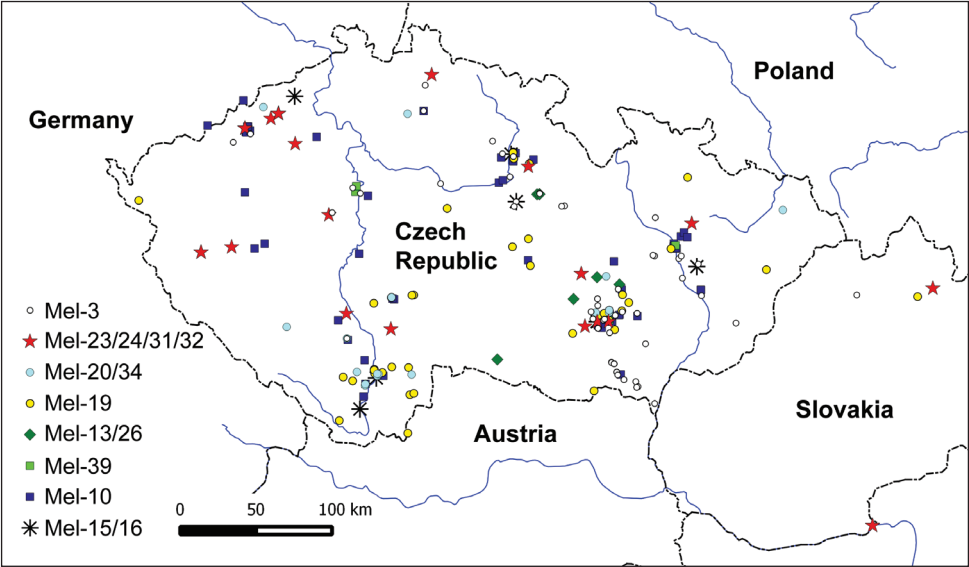 Poland
Germany
Czech
Republic
Mel-3
Mel-23/24/31/32
Mel-20/34
Mel-19
Mel-13/26
Mel-39
Mel-10
Mel-15/16
Slovakia
Austria
0 50 100 km